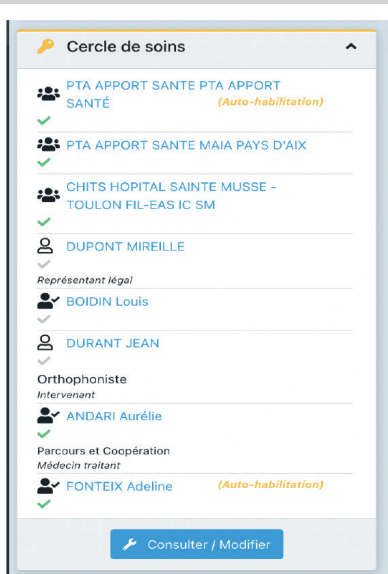 Cercle de soins
PTA APPORT SANTE PTA APPORT
SANTÉ (Auto-habilitation)
PTA APPORT SANTE MAIA PAYS D'AIX
CHITS HOPITAL SAINTE MUSSE -
TOULON FIL-EAS IC SM
DUPONT MIREILLE
Représentant légal
BOIDIN Louis
DURANT JEAN
Orthophoniste
Intervenant
ANDARI Aurélie
Parcours et Coopération
Médecin traitant
FONTEIX Adeline (Auto-habilitation)
Consulter / Modifier